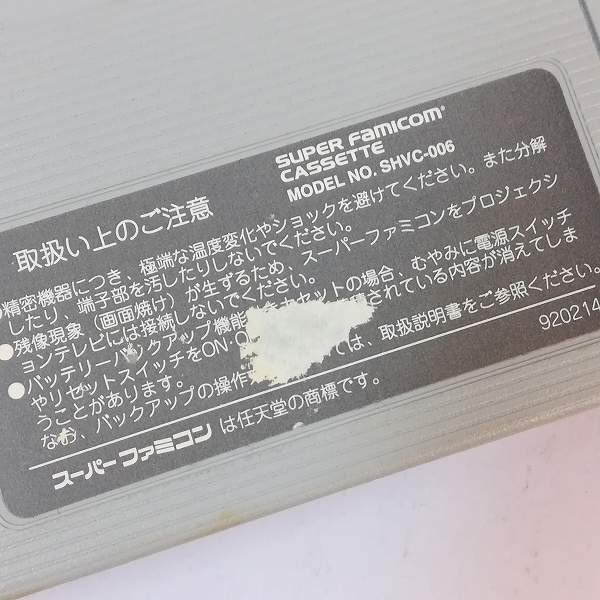 SUPER FAMICOM
CASSETTE
MODEL NO. SHVC-006
取扱い上のご注意
●精密機器につき、極端な温度変化やショックを避けてください。また分解
したり、端子部を汚したりしないでください。
●残像現象（画面焼け）が生ずるため、スーパーファミコンをプロジェクシ
ョンテレビには接続しないでください。
●バッテリーバックアップ機能 カセットの場合、むやみに電源スイッチ
やリセットスイッチをON・O されている内容が消えてしま
うことがあります。
なお、バックアップの操作 ては、取扱説明書をご参照ください。
スーパーファミコン は任天堂の商標です。
920214